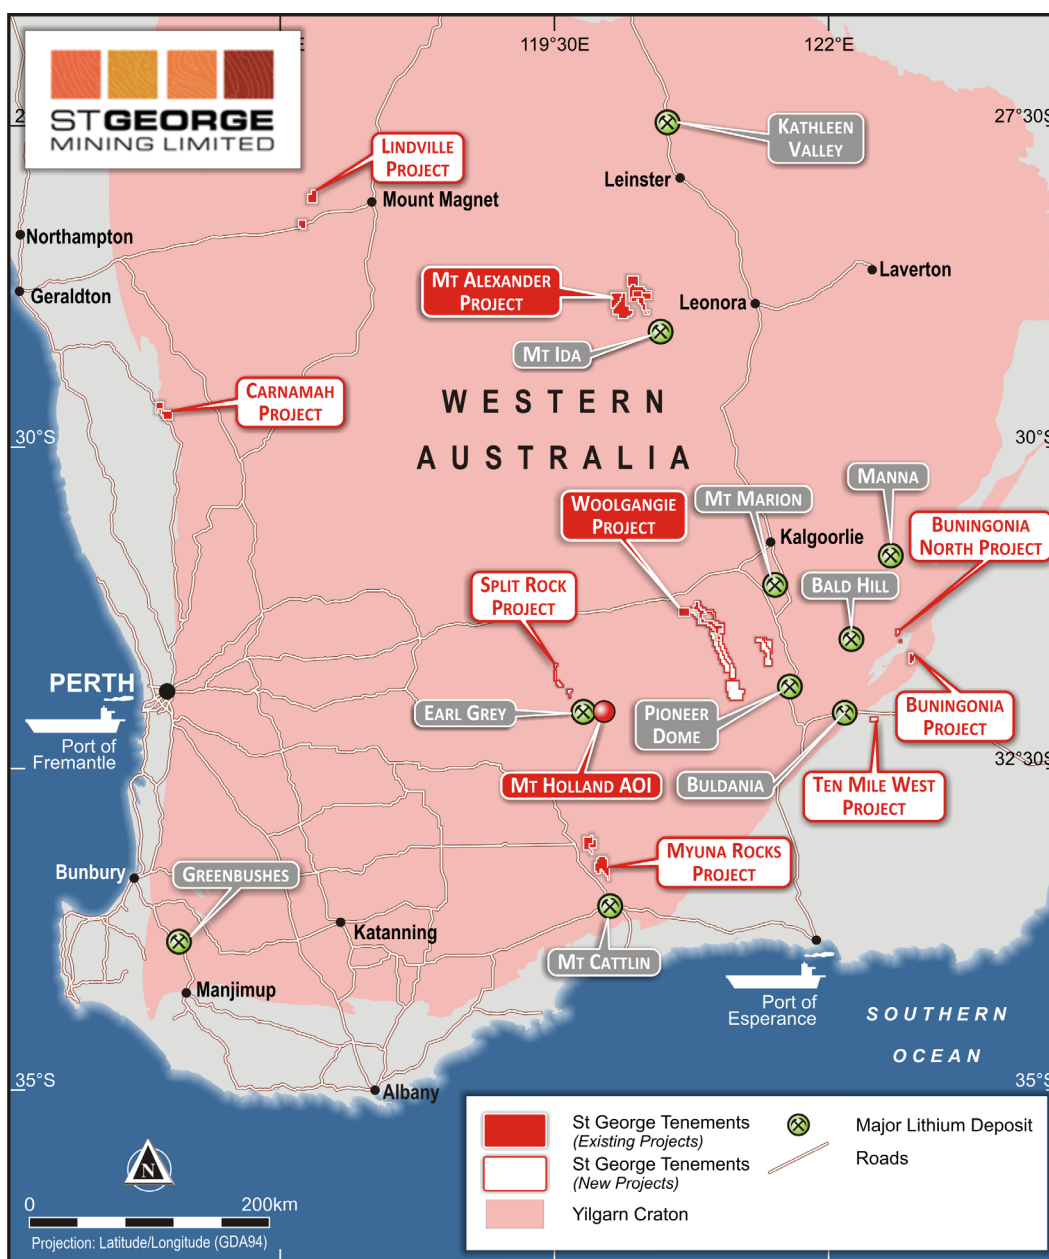 °E
119°30'E
122°E
2
27°30'S
STGEORGE
MINING LIMITED
LINDVILLE
PROJECT
KATHLEEN
VALLEY
Leinster
Mount Magnet
Northampton
Geraldton
MT ALEXANDER
PROJECT
Laverton
Leonora
MT IDA
CARNAMAH
PROJECT
WESTERN
AUSTRALIA
30°S
30°S
WOOLGANGIE
PROJECT
MT MARION
MANNA
Kalgoorlie
BUNINGONIA
NORTH PROJECT
SPLIT ROCK
PROJECT
BALD HILL
PERTH
Port of
Fremantle
EARL GREY
PIONEER
DOME
BUNINGONIA
PROJECT
32°30'S
MT HOLLAND AOI
BULDANIA
TEN MILE WEST
PROJECT
Bunbury
GREENBUSHES
MYUNA ROCKS
PROJECT
Katanning
MT CATTLIN
Manjimup
Port of
Esperance
SOUTHERN
OCEAN
35°S
35°S
Albany
N
0 200km
Projection: Latitude/Longitude (GDA94)
St George Tenements
(Existing Projects)
St George Tenements
(New Projects)
Yilgarn Craton
Major Lithium Deposit
Roads